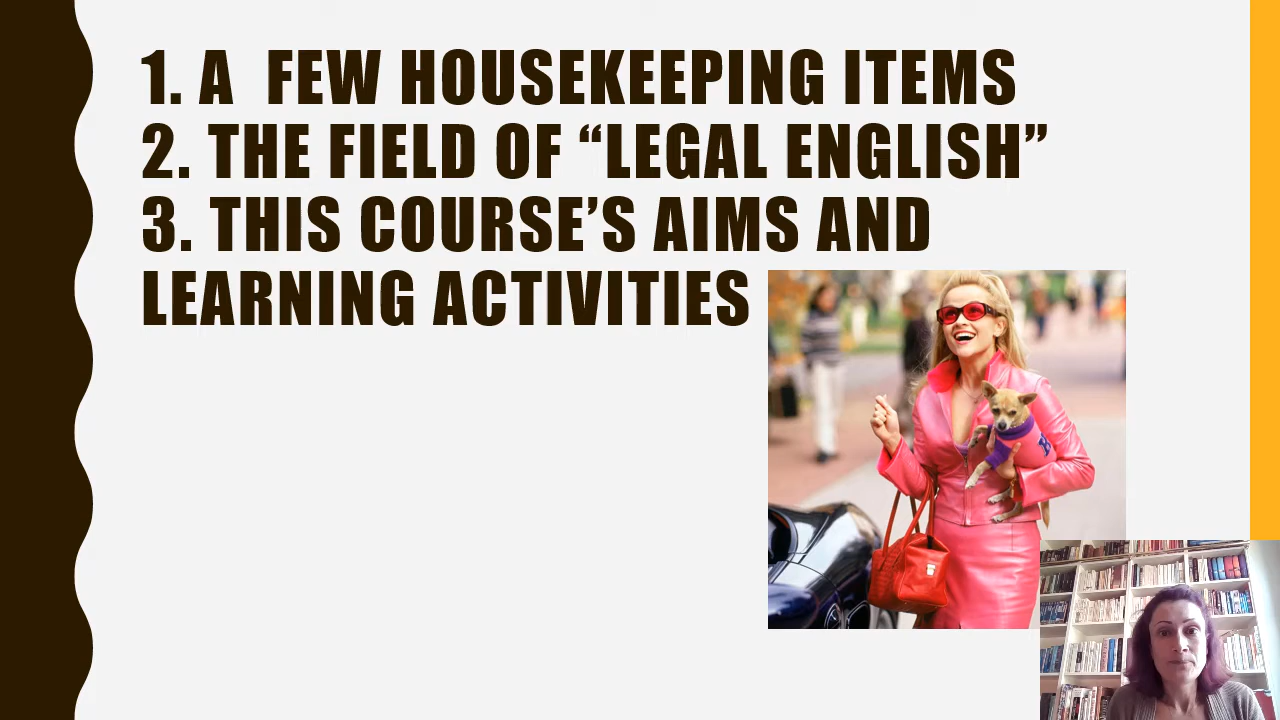 1. A  FEW HOUSEKEEPING ITEMS
2. THE FIELD OF “LEGAL ENGLISH”
3. THIS COURSE’S AIMS AND
LEARNING ACTIVITIES